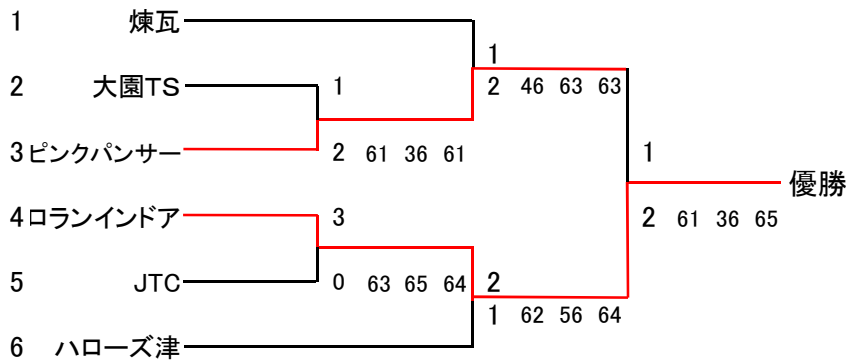 1 煉瓦
1
2 大園TS 1 2 46 63 63
3 ピンクパンサー 2 61 36 61 1
優勝
4 ロランインドア 3 2 61 36 65
5 JTC 0 63 65 64 2
1 62 56 64
6 ハローズ津